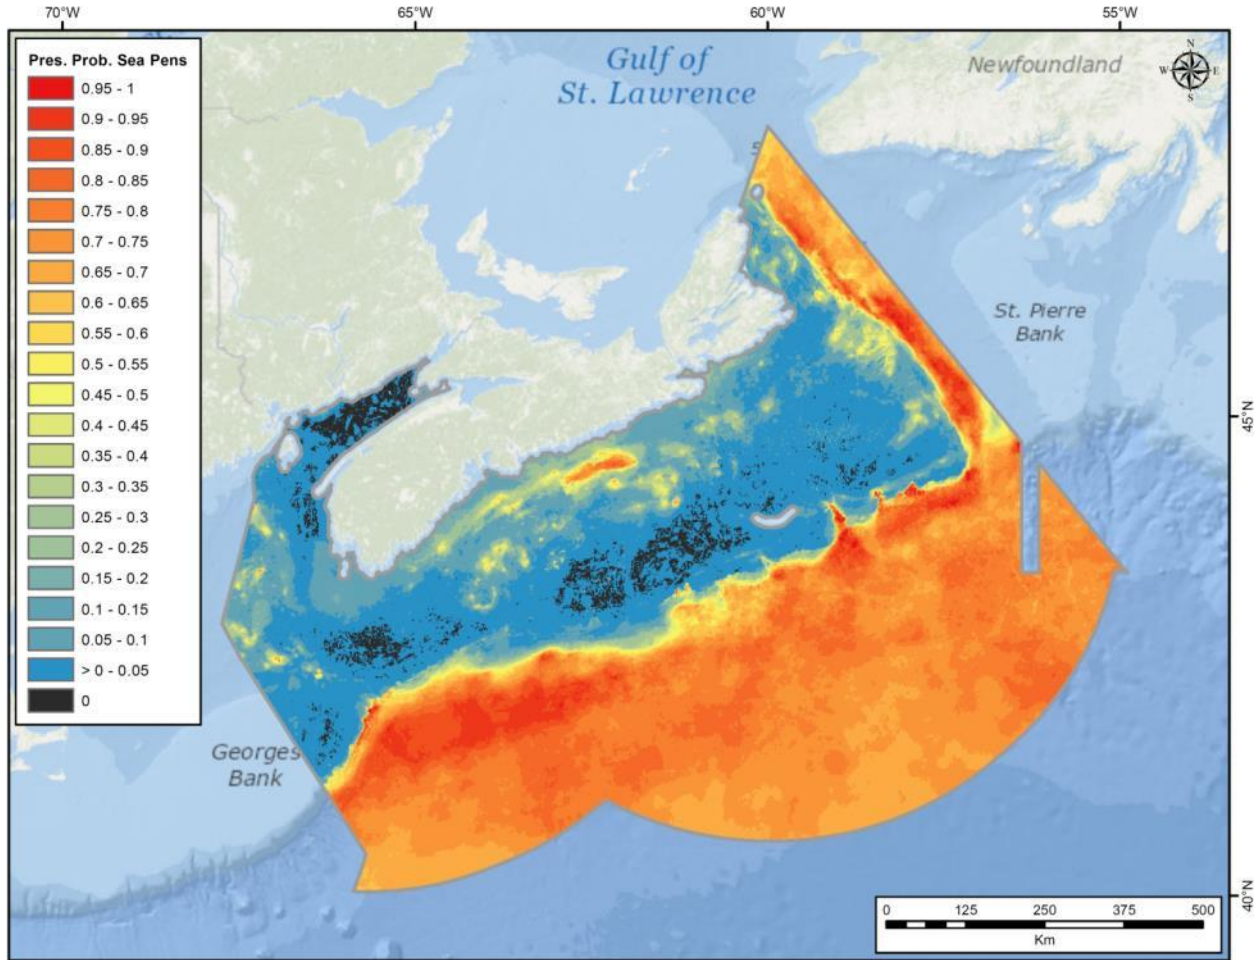 70°W
65°W
60°W
55°W
Pres. Prob. Sea Pens
0.95 - 1
0.9 - 0.95
0.85 - 0.9
0.8 - 0.85
0.75 - 0.8
0.7 - 0.75
0.65 - 0.7
0.6 - 0.65
0.55 - 0.6
0.5 - 0.55
0.45 - 0.5
0.4 - 0.45
0.35 - 0.4
0.3 - 0.35
0.25 - 0.3
0.2 - 0.25
0.15 - 0.2
0.1 - 0.15
0.05 - 0.1
> 0 - 0.05
0
Gulf of
St. Lawrence
Newfoundland
N
W
E
S
St. Pierre
Bank
45°N
Georges
Bank
40°N
0
125
250
375
500
Km